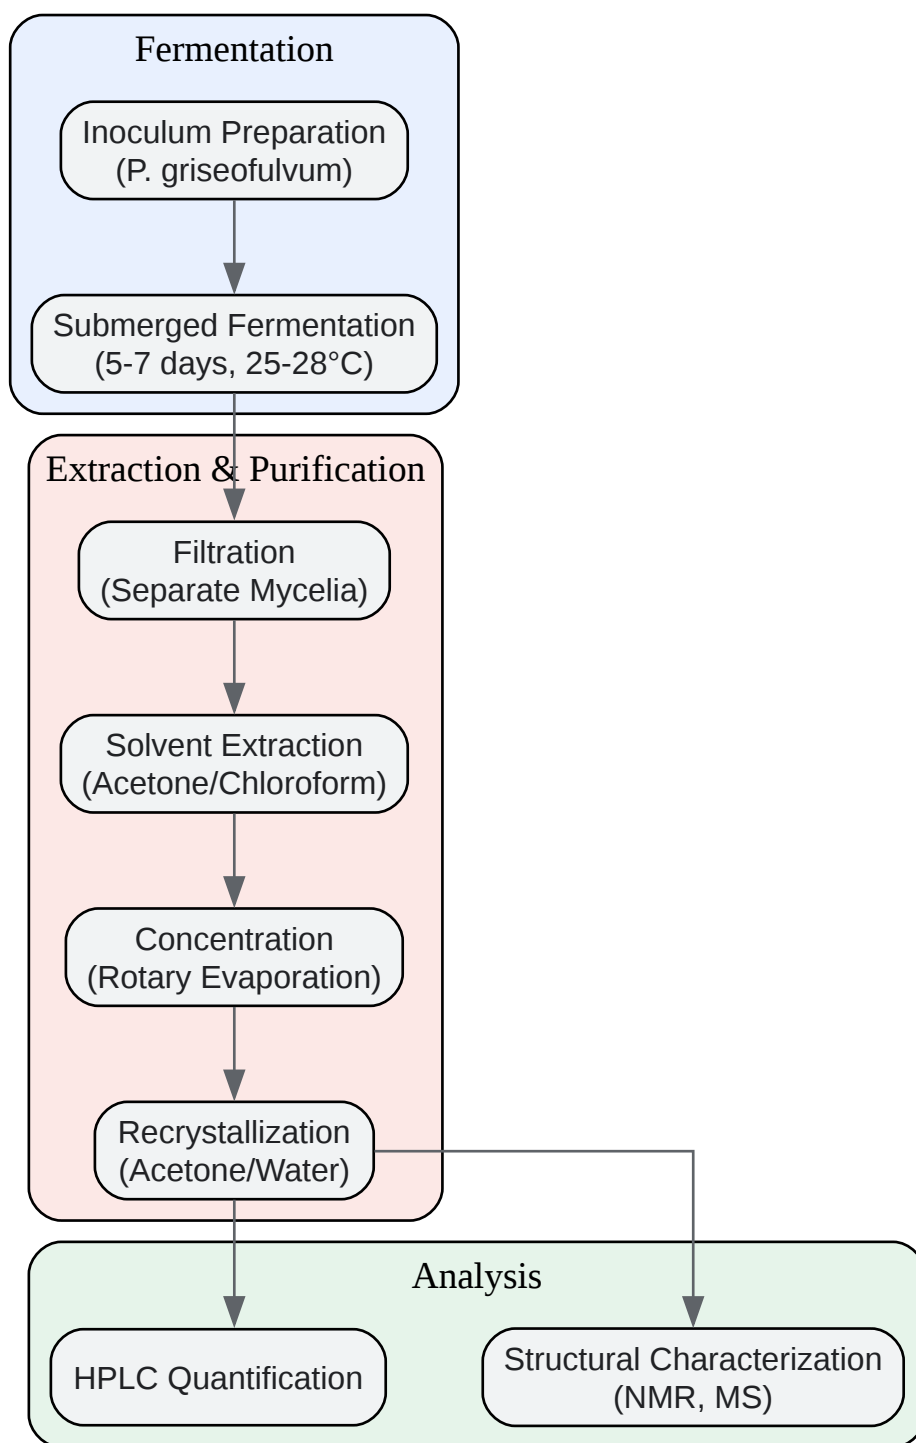 Fermentation
Inoculum Preparation
(P. griseofulvum)
Submerged Fermentation
(5-7 days, 25-28°C)
Extraction & Purification
Filtration
(Separate Mycelia)
Solvent Extraction
(Acetone/Chloroform)
Concentration
(Rotary Evaporation)
Recrystallization
(Acetone/Water)
Analysis
HPLC Quantification
Structural Characterization
(NMR, MS)